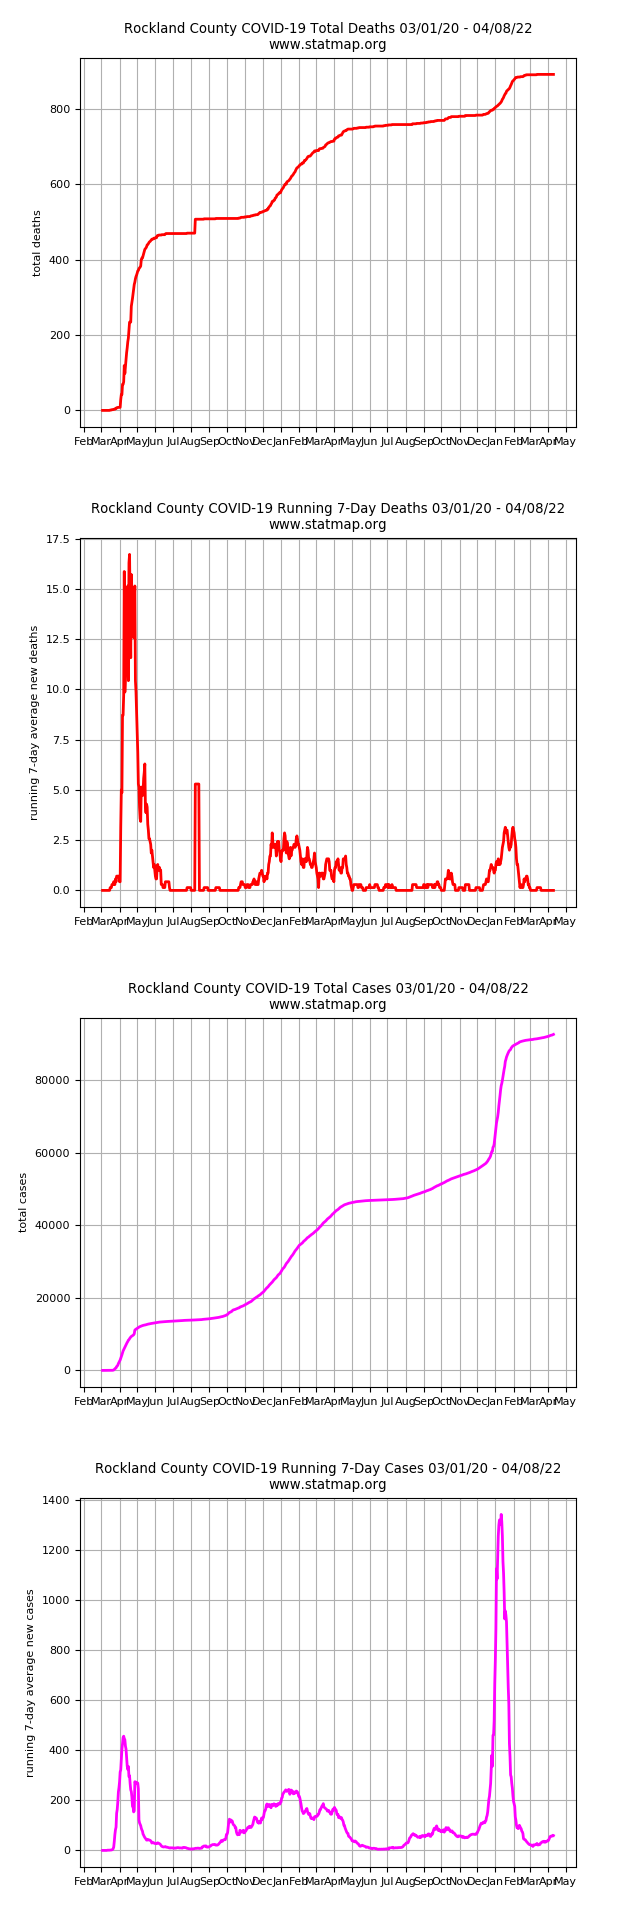 Rockland County COVID-19 Total Deaths 03/01/20 - 04/08/22
www.statmap.org
800
600
400
200
0
total deaths
Feb Mar Apr May Jun Jul Aug Sep Oct Nov Dec Jan Feb Mar Apr May Jun Jul Aug Sep Oct Nov Dec Jan Feb Mar Apr May
Rockland County COVID-19 Running 7-Day Deaths 03/01/20 - 04/08/22
www.statmap.org
17.5
15.0
12.5
10.0
7.5
5.0
2.5
0.0
running 7-day average new deaths
Feb Mar Apr May Jun Jul Aug Sep Oct Nov Dec Jan Feb Mar Apr May Jun Jul Aug Sep Oct Nov Dec Jan Feb Mar Apr May
Rockland County COVID-19 Total Cases 03/01/20 - 04/08/22
www.statmap.org
80000
60000
40000
20000
0
total cases
Feb Mar Apr May Jun Jul Aug Sep Oct Nov Dec Jan Feb Mar Apr May Jun Jul Aug Sep Oct Nov Dec Jan Feb Mar Apr May
Rockland County COVID-19 Running 7-Day Cases 03/01/20 - 04/08/22
www.statmap.org
1400
1200
1000
800
600
400
200
0
running 7-day average new cases
Feb Mar Apr May Jun Jul Aug Sep Oct Nov Dec Jan Feb Mar Apr May Jun Jul Aug Sep Oct Nov Dec Jan Feb Mar Apr May